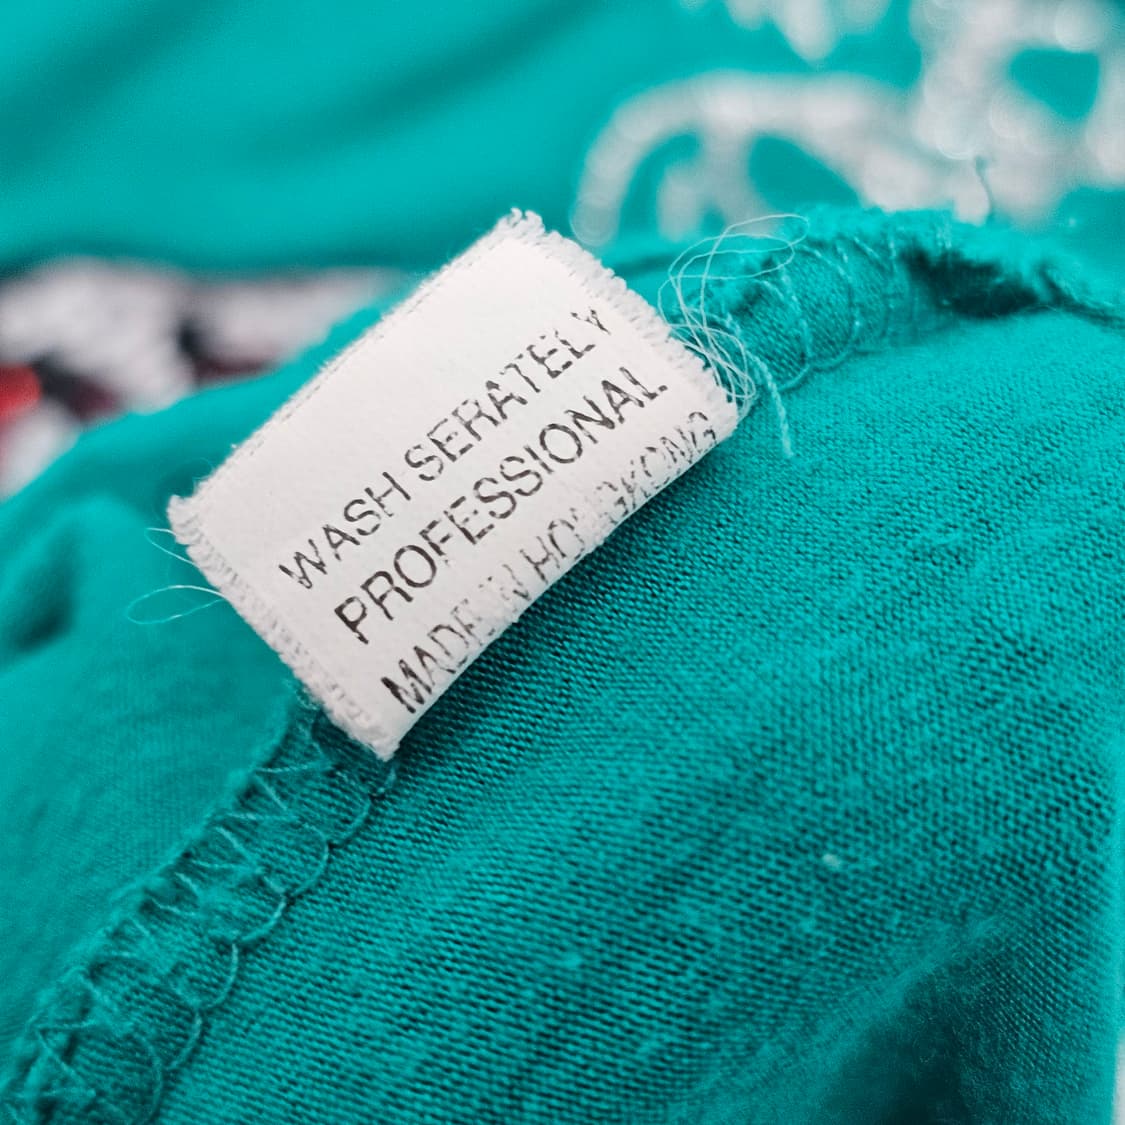 WASH SERATELY
PROFESSIONAL
MADE IN HONGKONG